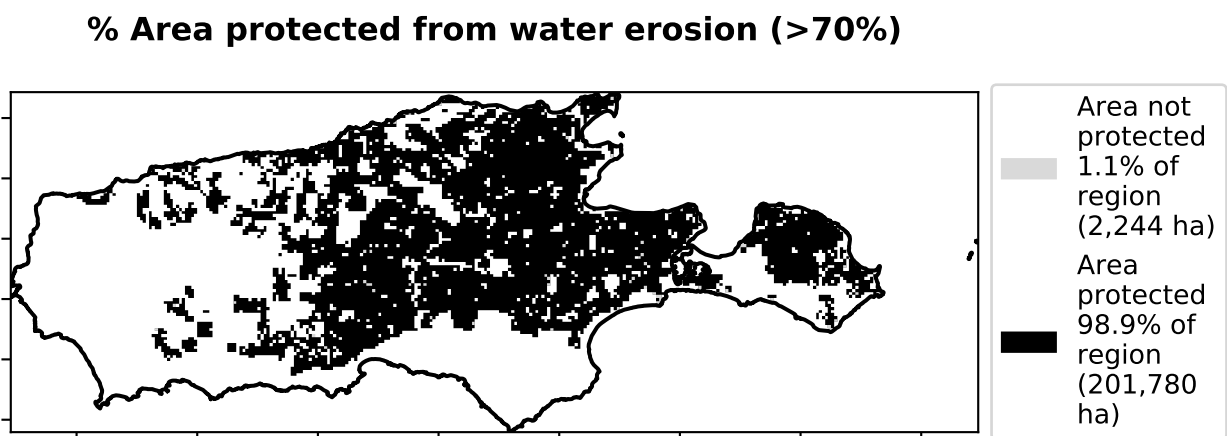 % Area protected from water erosion (>70%)
Area not
protected
1.1% of
region
(2,244 ha)
Area
protected
98.9% of
region
(201,780
ha)